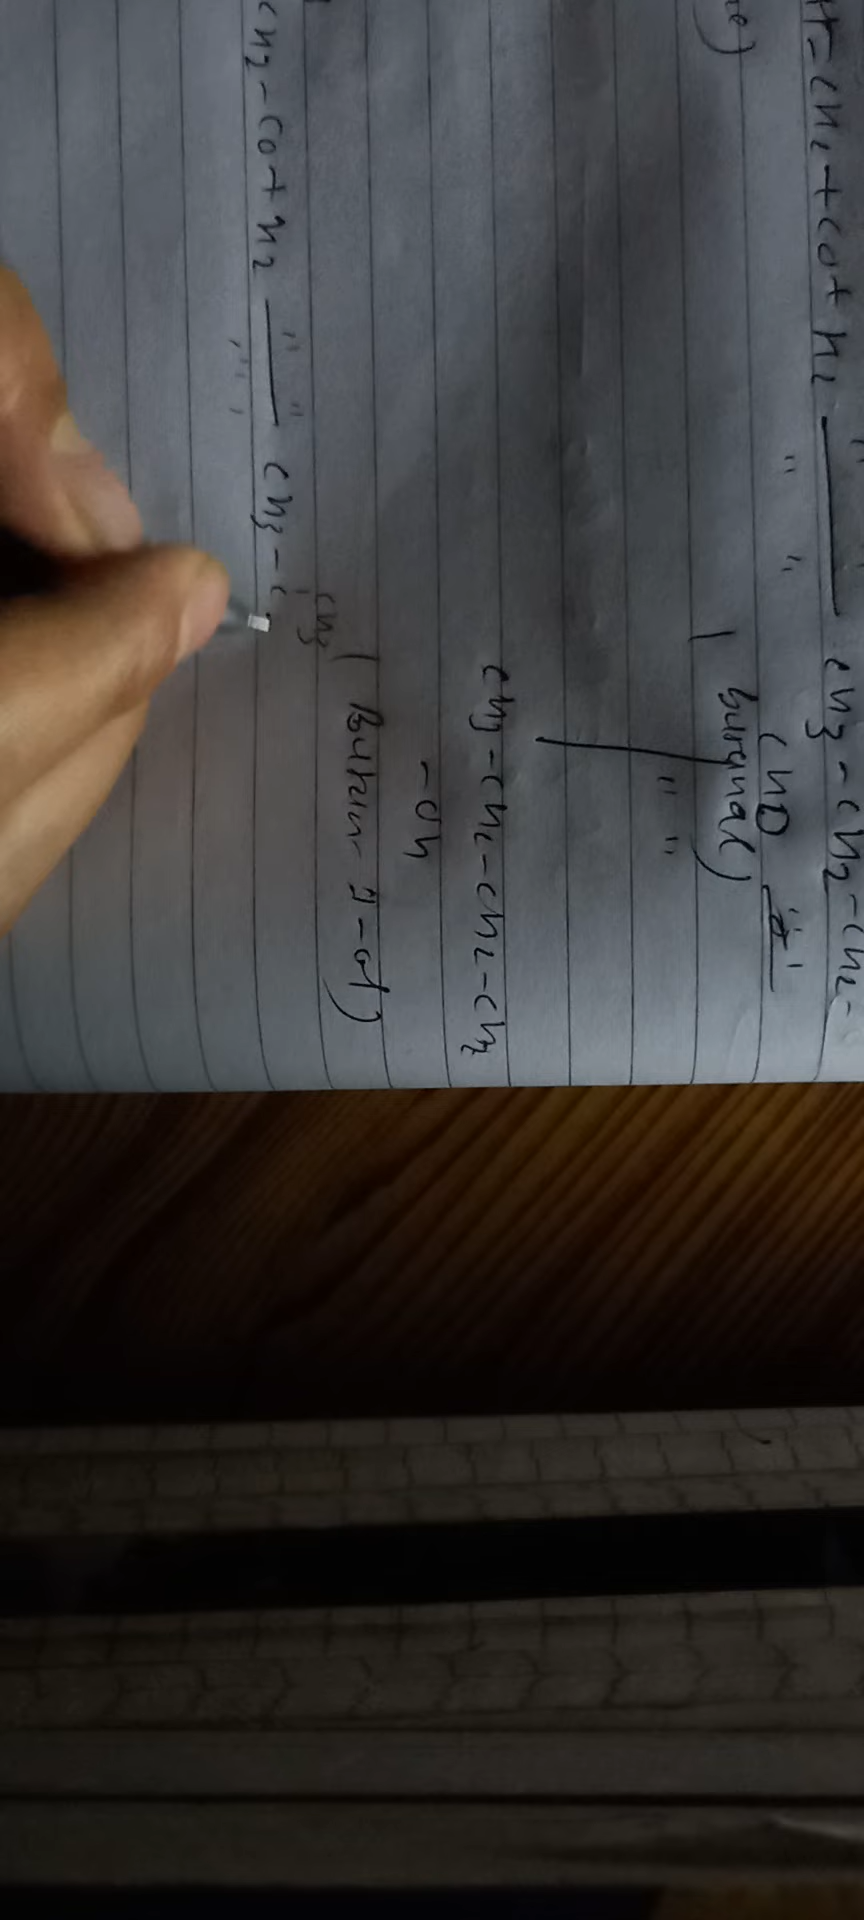 H=CH2+CO+H2 " " CH3-CH2-CH2-
CHO
Butanal)
" "
CH3-CH2-CH2-CH2
-OH
(Butan-1-ol)
CH3
CH2-CO+H2 " " CH3-C